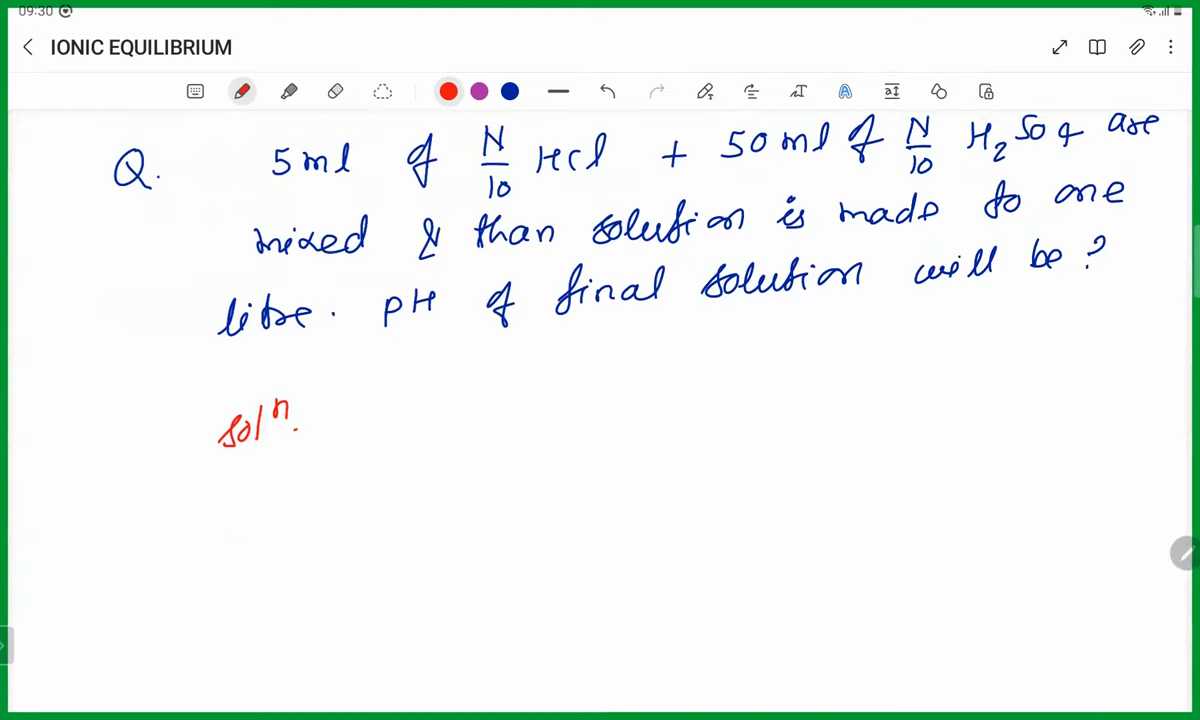 09:30
IONIC EQUILIBRIUM
Q. 5 ml of N/10 HCl + 50 ml of N/10 H₂SO₄ are
mixed & than solution is made to one
litre. pH of final solution will be?
solⁿ.